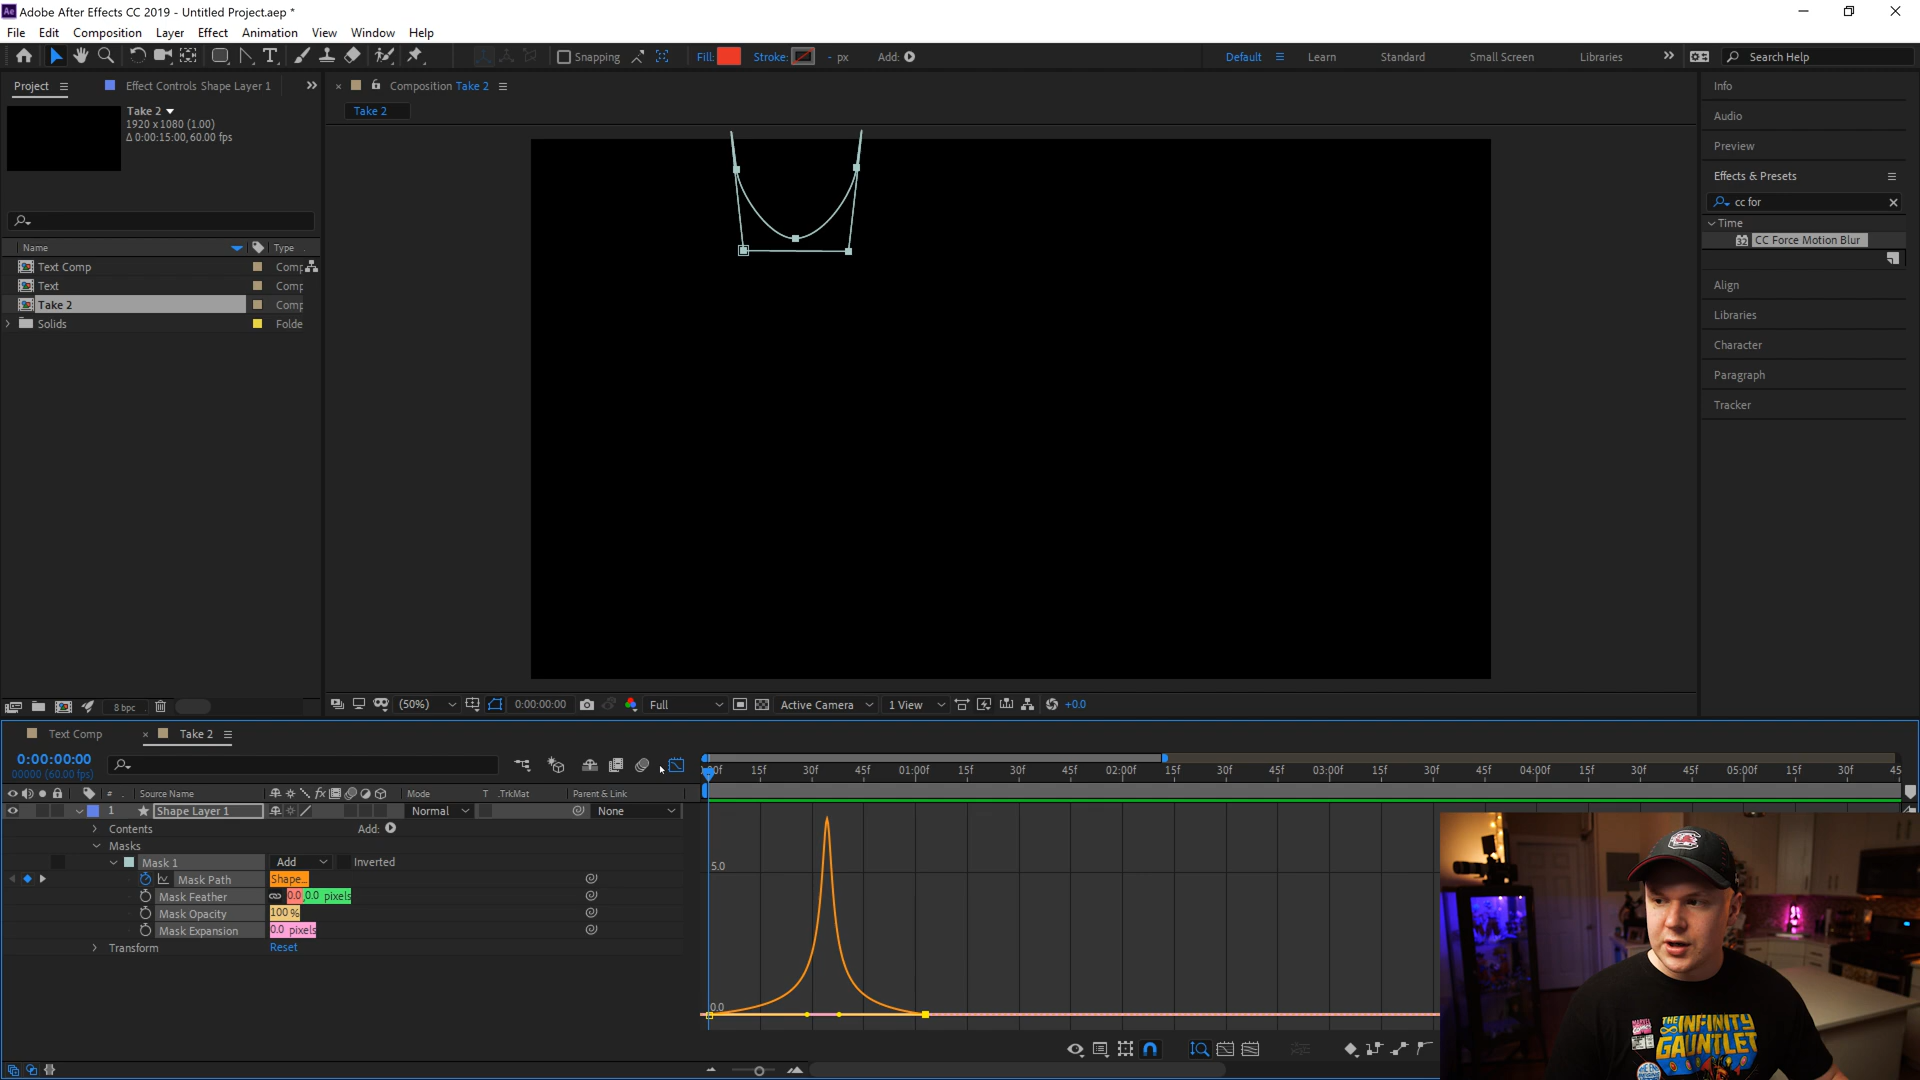 Ae Adobe After Effects CC 2019 - Untitled Project.aep *
File Edit Composition Layer Effect Animation View Window Help
Snapping Fill: Stroke: - px Add: Default Learn Standard Small Screen Libraries Search Help
Project Effect Controls Shape Layer 1
Composition Take 2
Take 2
Take 2
1920 x 1080 (1.00)
Δ 0:00:15:00, 60.00 fps
Name Type
Text Comp Comp
Text Comp
Take 2 Comp
Solids Folde
8 bpc
(50%) 0:00:00:00 Full Active Camera 1 View +0.0
Info
Audio
Preview
Effects & Presets
cc for
Time
32 CC Force Motion Blur
Align
Libraries
Character
Paragraph
Tracker
Text Comp Take 2
0:00:00:00
00000 (60.00 fps)
:00f 15f 30f 45f 01:00f 15f 30f 45f 02:00f 15f 30f 45f 03:00f 15f 30f 45f 04:00f 15f 30f 45f 05:00f 15f 30f 45
# Source Name Mode T .TrkMat Parent & Link
1 Shape Layer 1 Normal None
Contents Add:
Masks
Mask 1 Add Inverted
Mask Path Shape...
Mask Feather 0.0, 0.0 pixels
Mask Opacity 100 %
Mask Expansion 0.0 pixels
Transform Reset
5.0
0.0
MARVEL COMICS
THE INFINITY
GAUNTLET